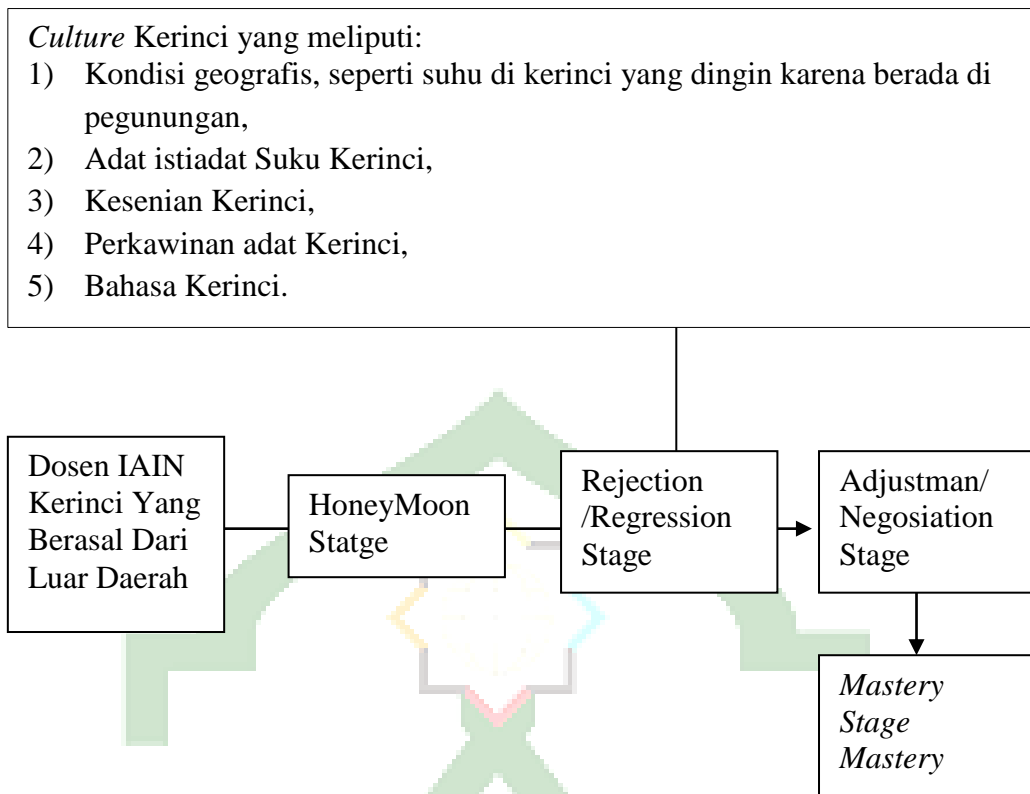 Culture Kerinci yang meliputi:
1) Kondisi geografis, seperti suhu di kerinci yang dingin karena berada di
pegunungan,
2) Adat istiadat Suku Kerinci,
3) Kesenian Kerinci,
4) Perkawinan adat Kerinci,
5) Bahasa Kerinci.
Dosen IAIN
Kerinci Yang
Berasal Dari
Luar Daerah
HoneyMoon
Statge
Rejection
/Regression
Stage
Adjustman/
Negosiation
Stage
Mastery
Stage
Mastery